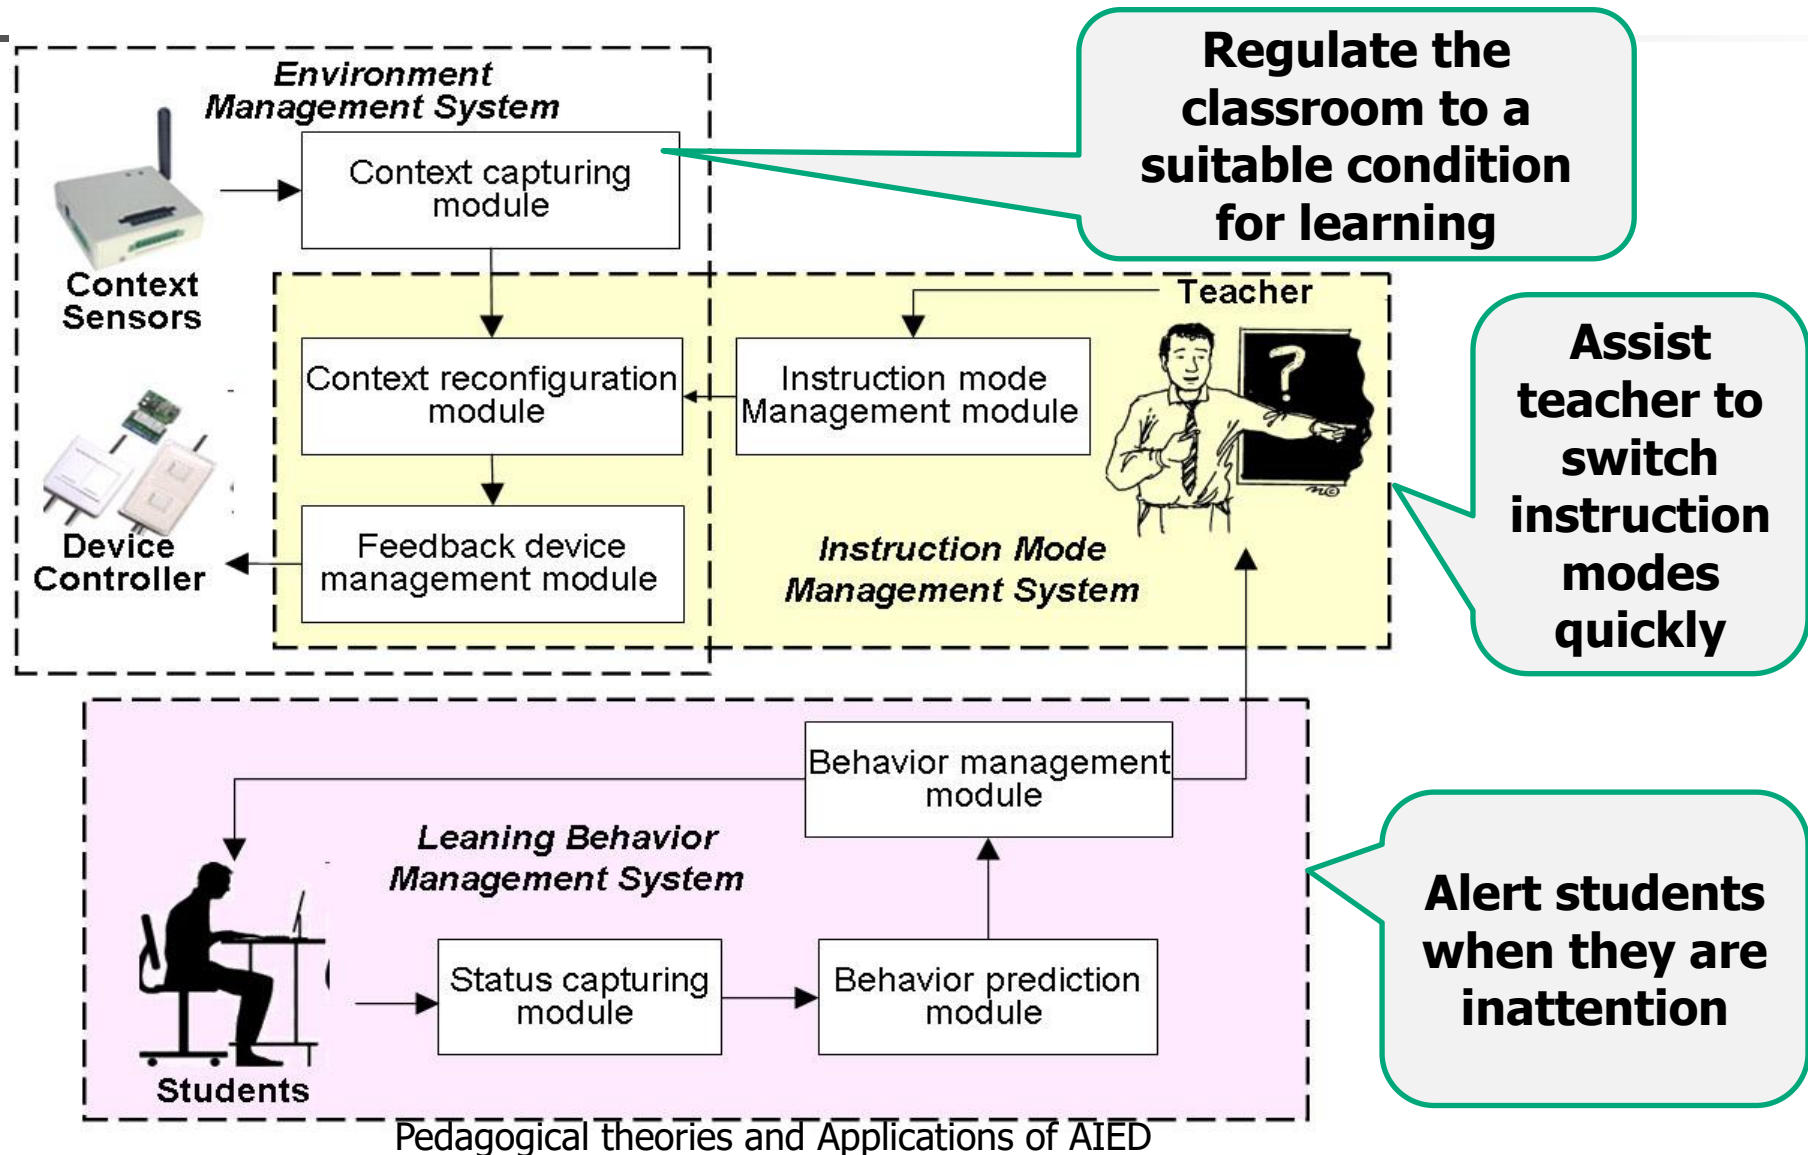 Environment
Management System
Context capturing
module
Context
Sensors
Regulate the
classroom to a
suitable condition
for learning
Teacher
?
Context reconfiguration
module
Instruction mode
Management module
Feedback device
management module
Device
Controller
Instruction Mode
Management System
Assist
teacher to
switch
instruction
modes
quickly
Behavior management
module
Leaning Behavior
Management System
Status capturing
module
Behavior prediction
module
Students
Alert students
when they are
inattention
Pedagogical theories and Applications of AIED